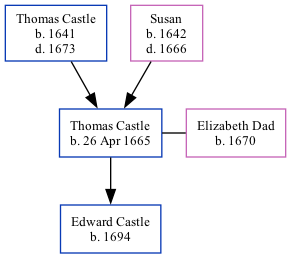 Thomas Castle
b. 1641
d. 1673
Susan
b. 1642
d. 1666
Thomas Castle
b. 26 Apr 1665
Elizabeth Dad
b. 1670
Edward Castle
b. 1694